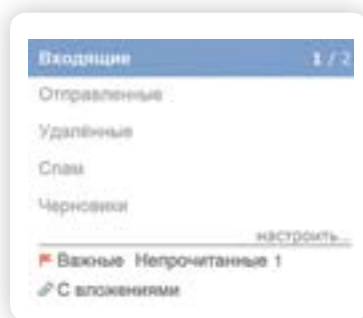 Входящие 1 / 2
Отправленные
Удалённые
Спам
Черновики
настроить...
Важные Непрочитанные 1
С вложениями